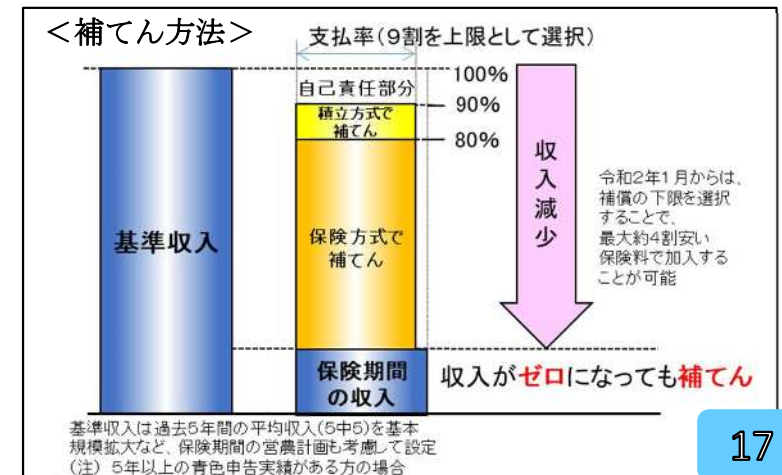 ＜補てん方法＞
支払率（9割を上限として選択）
100%
自己責任部分
90%
積立方式で
補てん
80%
基準収入
保険方式で
補てん
収入減少
令和2年1月からは、
補償の下限を選択
することで、
最大約4割安い
保険料で加入する
ことが可能
保険期間
の収入
収入がゼロになっても補てん
基準収入は過去5年間の平均収入（5中5）を基本
規模拡大など、保険期間の営農計画も考慮して設定
（注）5年以上の青色申告実績がある方の場合
17